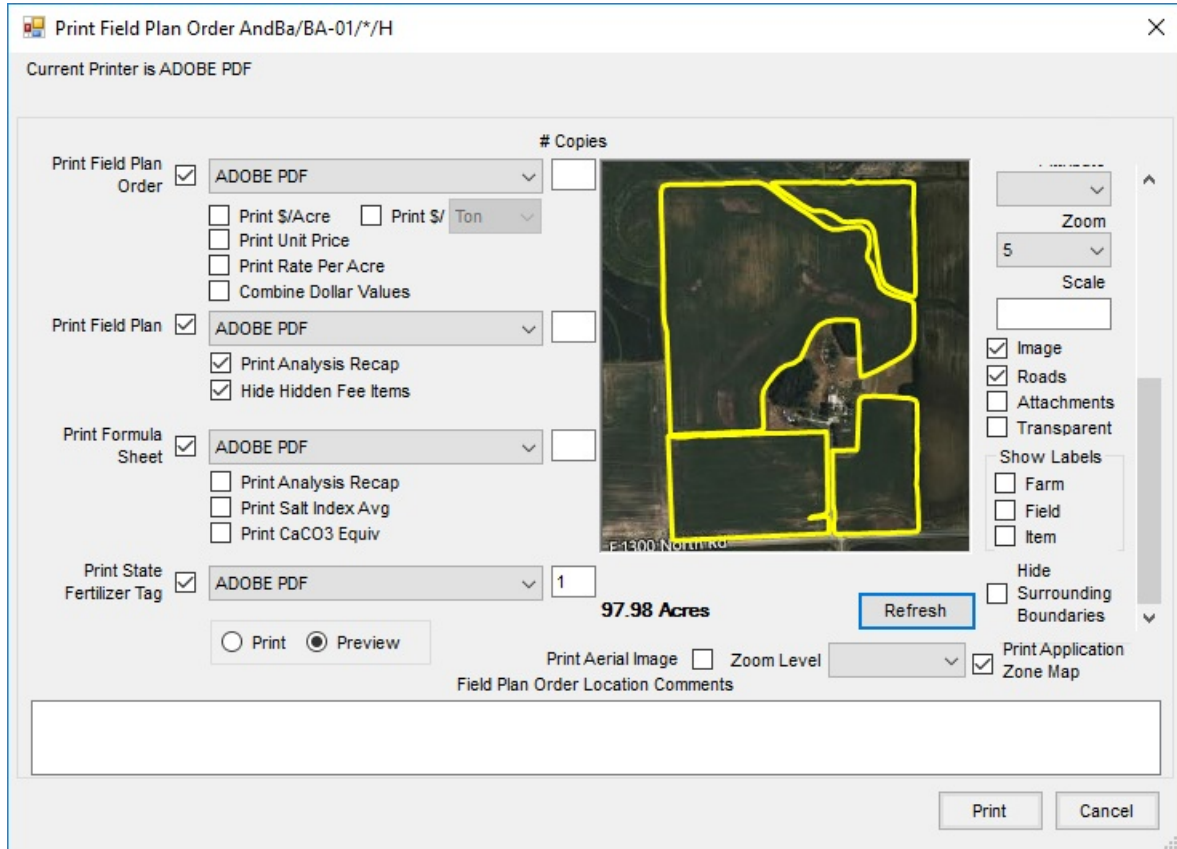 Print Field Plan Order AndBa/BA-01/*/H
Current Printer is ADOBE PDF
# Copies
Print Field Plan
Order
ADOBE PDF
Print $/Acre
Print $/
Ton
Print Unit Price
Print Rate Per Acre
Combine Dollar Values
Print Field Plan
ADOBE PDF
Print Analysis Recap
Hide Hidden Fee Items
Print Formula
Sheet
ADOBE PDF
Print Analysis Recap
Print Salt Index Avg
Print CaCO3 Equiv
Print State
Fertilizer Tag
ADOBE PDF
1
Print
Preview
E 1300 North Rd
97.98 Acres
Refresh
Attribute
Zoom
5
Scale
Image
Roads
Attachments
Transparent
Show Labels
Farm
Field
Item
Hide
Surrounding
Boundaries
Print Aerial Image
Zoom Level
Print Application
Zone Map
Field Plan Order Location Comments
Print
Cancel